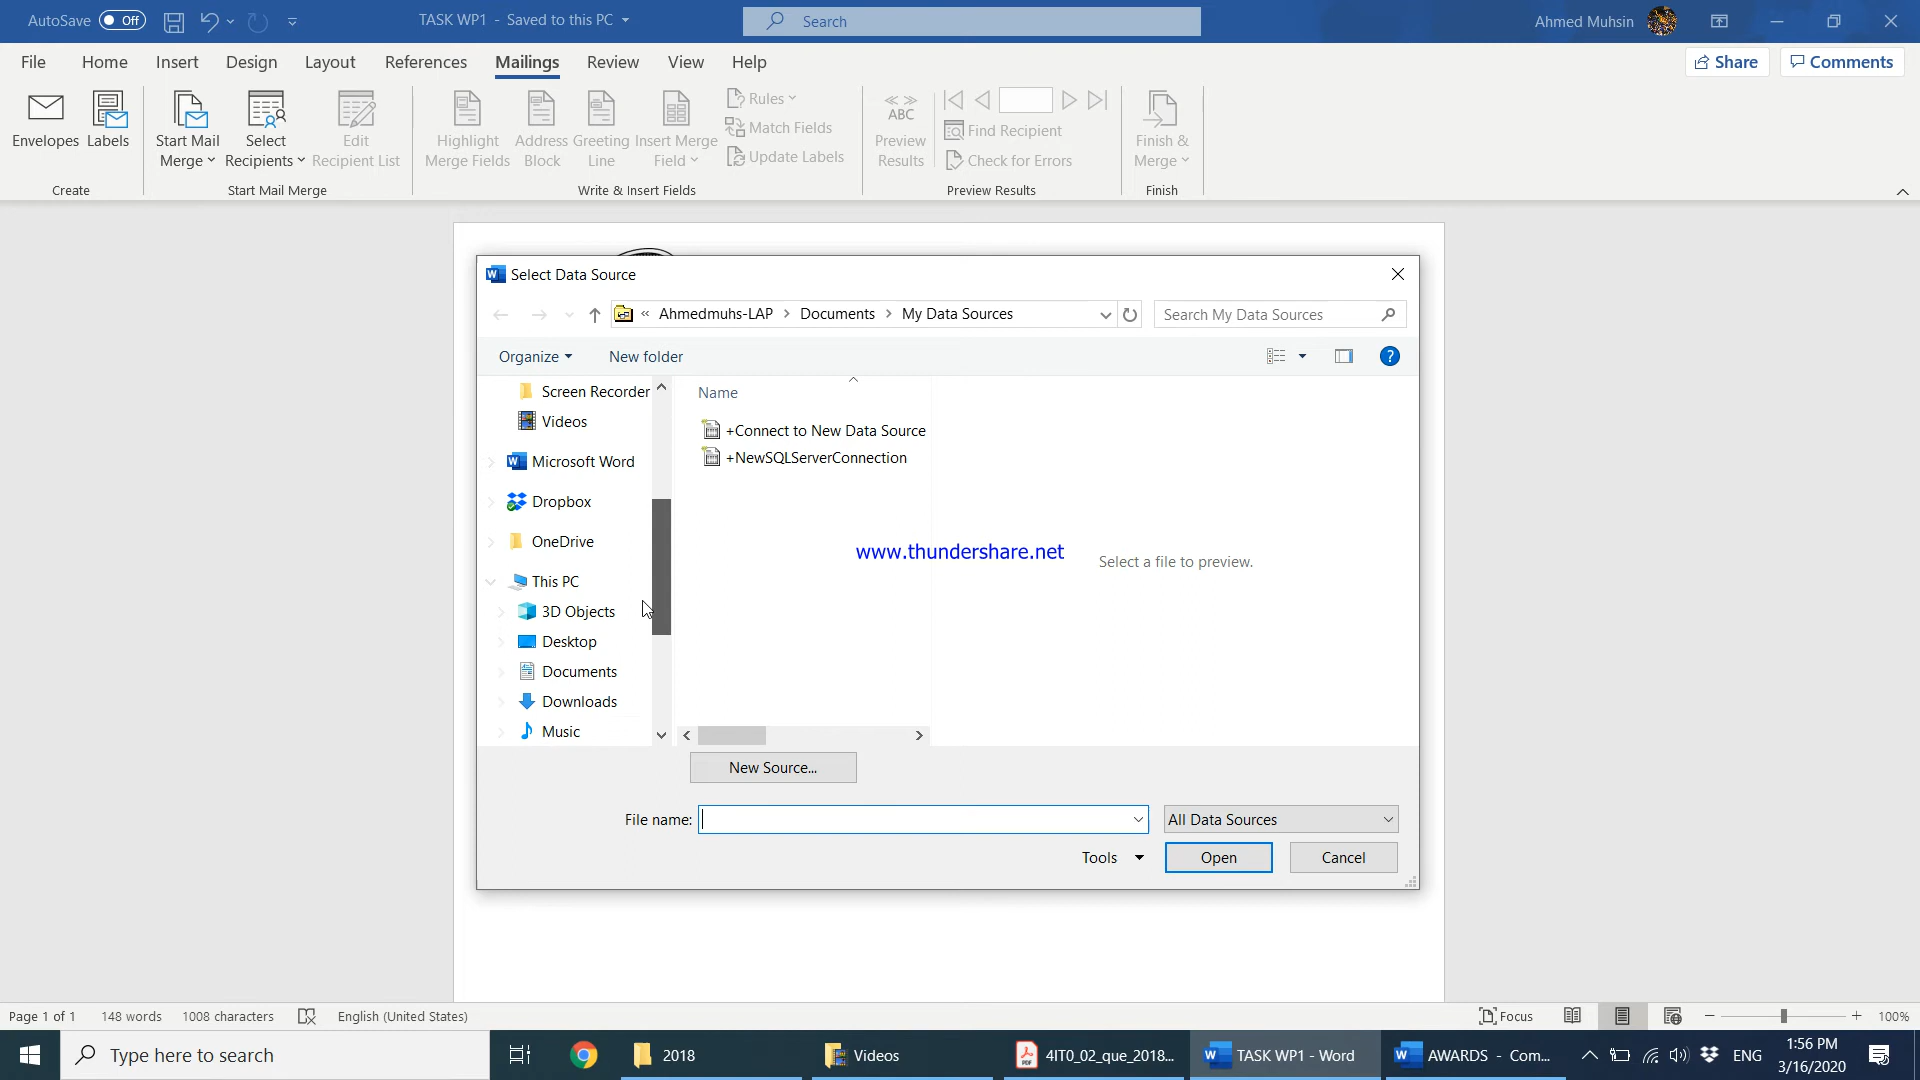 AutoSave Off TASK WP1 - Saved to this PC Search Ahmed Muhsin
File Home Insert Design Layout References Mailings Review View Help Share Comments
Envelopes Labels Start Mail Merge Select Recipients Edit Recipient List Highlight Merge Fields Address Block Greeting Line Insert Merge Field Preview Results Finish & Merge
Rules
Match Fields
Update Labels
ABC
Find Recipient
Check for Errors
Create Start Mail Merge Write & Insert Fields Preview Results Finish
Select Data Source
« Ahmedmuhs-LAP > Documents > My Data Sources Search My Data Sources
Organize New folder
Screen Recorder
Videos
Microsoft Word
Dropbox
OneDrive
This PC
3D Objects
Desktop
Documents
Downloads
Music
Name
+Connect to New Data Source
+NewSQLServerConnection
www.thundershare.net
Select a file to preview.
New Source...
File name: All Data Sources
Tools Open Cancel
Page 1 of 1 148 words 1008 characters English (United States) Focus 100%
Type here to search 2018 Videos 4IT0_02_que_2018... TASK WP1 - Word AWARDS - Com... ENG 1:56 PM
3/16/2020